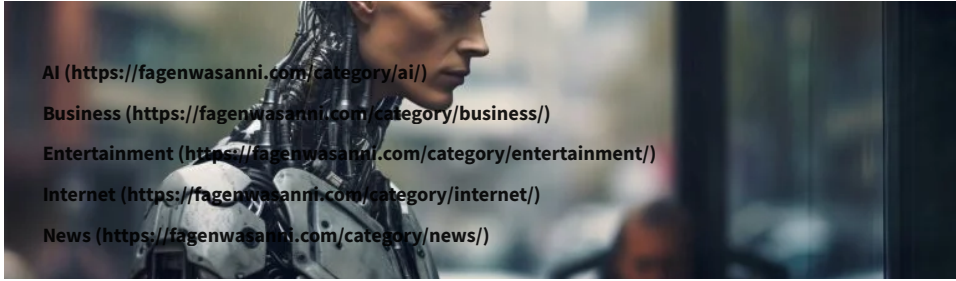 AI (https://fagenwasanni.com/category/ai/)
Business (https://fagenwasanni.com/category/business/)
Entertainment (https://fagenwasanni.com/category/entertainment/)
Internet (https://fagenwasanni.com/category/internet/)
News (https://fagenwasanni.com/category/news/)